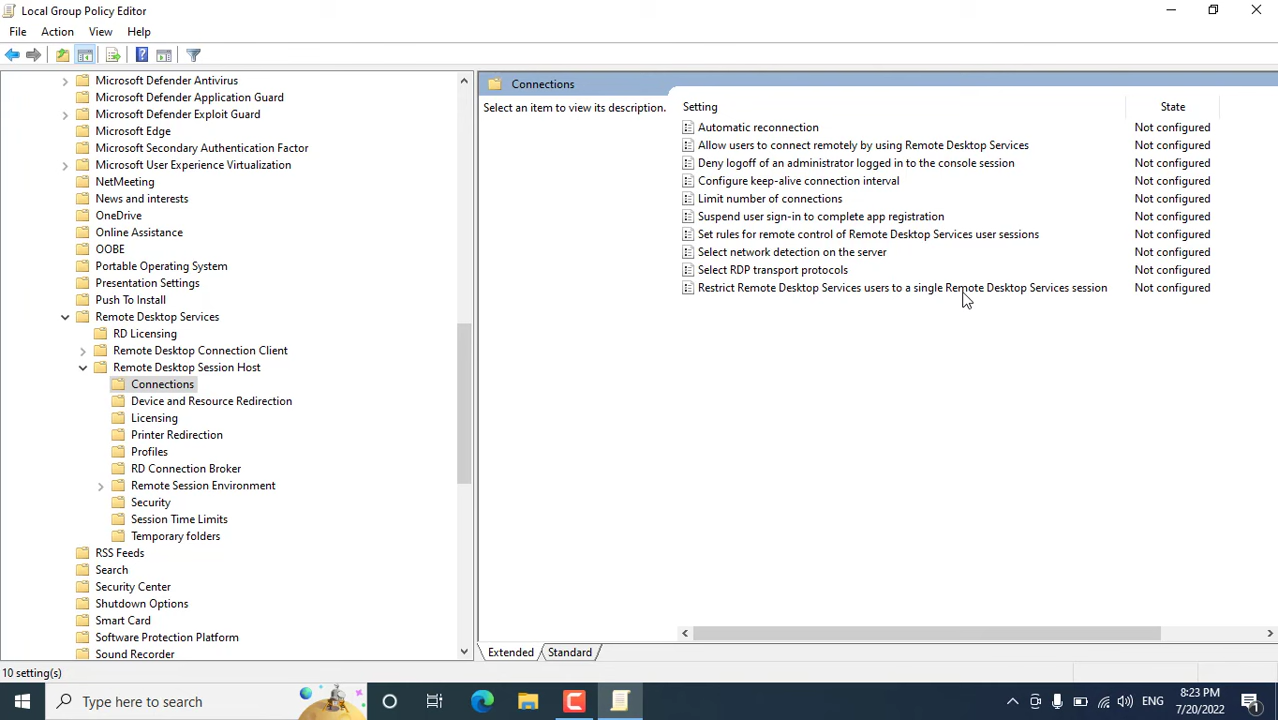 Local Group Policy Editor
File Action View Help
Microsoft Defender Antivirus
Microsoft Defender Application Guard
Microsoft Defender Exploit Guard
Microsoft Edge
Microsoft Secondary Authentication Factor
Microsoft User Experience Virtualization
NetMeeting
News and interests
OneDrive
Online Assistance
OOBE
Portable Operating System
Presentation Settings
Push To Install
Remote Desktop Services
RD Licensing
Remote Desktop Connection Client
Remote Desktop Session Host
Connections
Device and Resource Redirection
Licensing
Printer Redirection
Profiles
RD Connection Broker
Remote Session Environment
Security
Session Time Limits
Temporary folders
RSS Feeds
Search
Security Center
Shutdown Options
Smart Card
Software Protection Platform
Sound Recorder
Connections
Select an item to view its description.
Setting State
Automatic reconnection Not configured
Allow users to connect remotely by using Remote Desktop Services Not configured
Deny logoff of an administrator logged in to the console session Not configured
Configure keep-alive connection interval Not configured
Limit number of connections Not configured
Suspend user sign-in to complete app registration Not configured
Set rules for remote control of Remote Desktop Services user sessions Not configured
Select network detection on the server Not configured
Select RDP transport protocols Not configured
Restrict Remote Desktop Services users to a single Remote Desktop Services session Not configured
Extended Standard
10 setting(s)
Type here to search
ENG
8:23 PM
7/20/2022
1